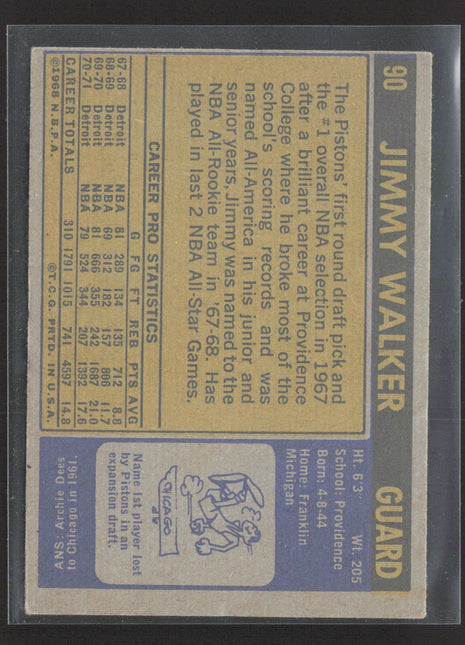 90 JIMMY WALKER GUARD
Ht. 6'3" Wt. 205
School: Providence
Born: 4-8-44
Home: Franklin
Michigan
The Pistons' first round draft pick and
the #1 overall NBA selection in 1967
after a brilliant career at Providence
College where he broke most of the
school's scoring records and was
named All-America in his junior and
senior years, Jimmy was named to the
NBA All-Rookie team in '67-68. Has
played in last 2 NBA All-Star Games.
CHICAGO
Name 1st player lost
by Pistons in an
expansion draft.
ANS: Archie Dees
to Chicago in 1961.
CAREER PRO STATISTICS
G FG FT REB PTS AVG
67-68 Detroit NBA 81 289 134 135 712 8.8
68-69 Detroit NBA 69 312 182 157 806 11.7
69-70 Detroit NBA 81 666 355 242 1687 21.0
70-71 Detroit NBA 79 524 344 207 1392 17.6
CAREER TOTALS 310 1791 1015 741 4597 14.8
©1968 N.B.P.A. ©T.C.G. PRTD. IN U.S.A.